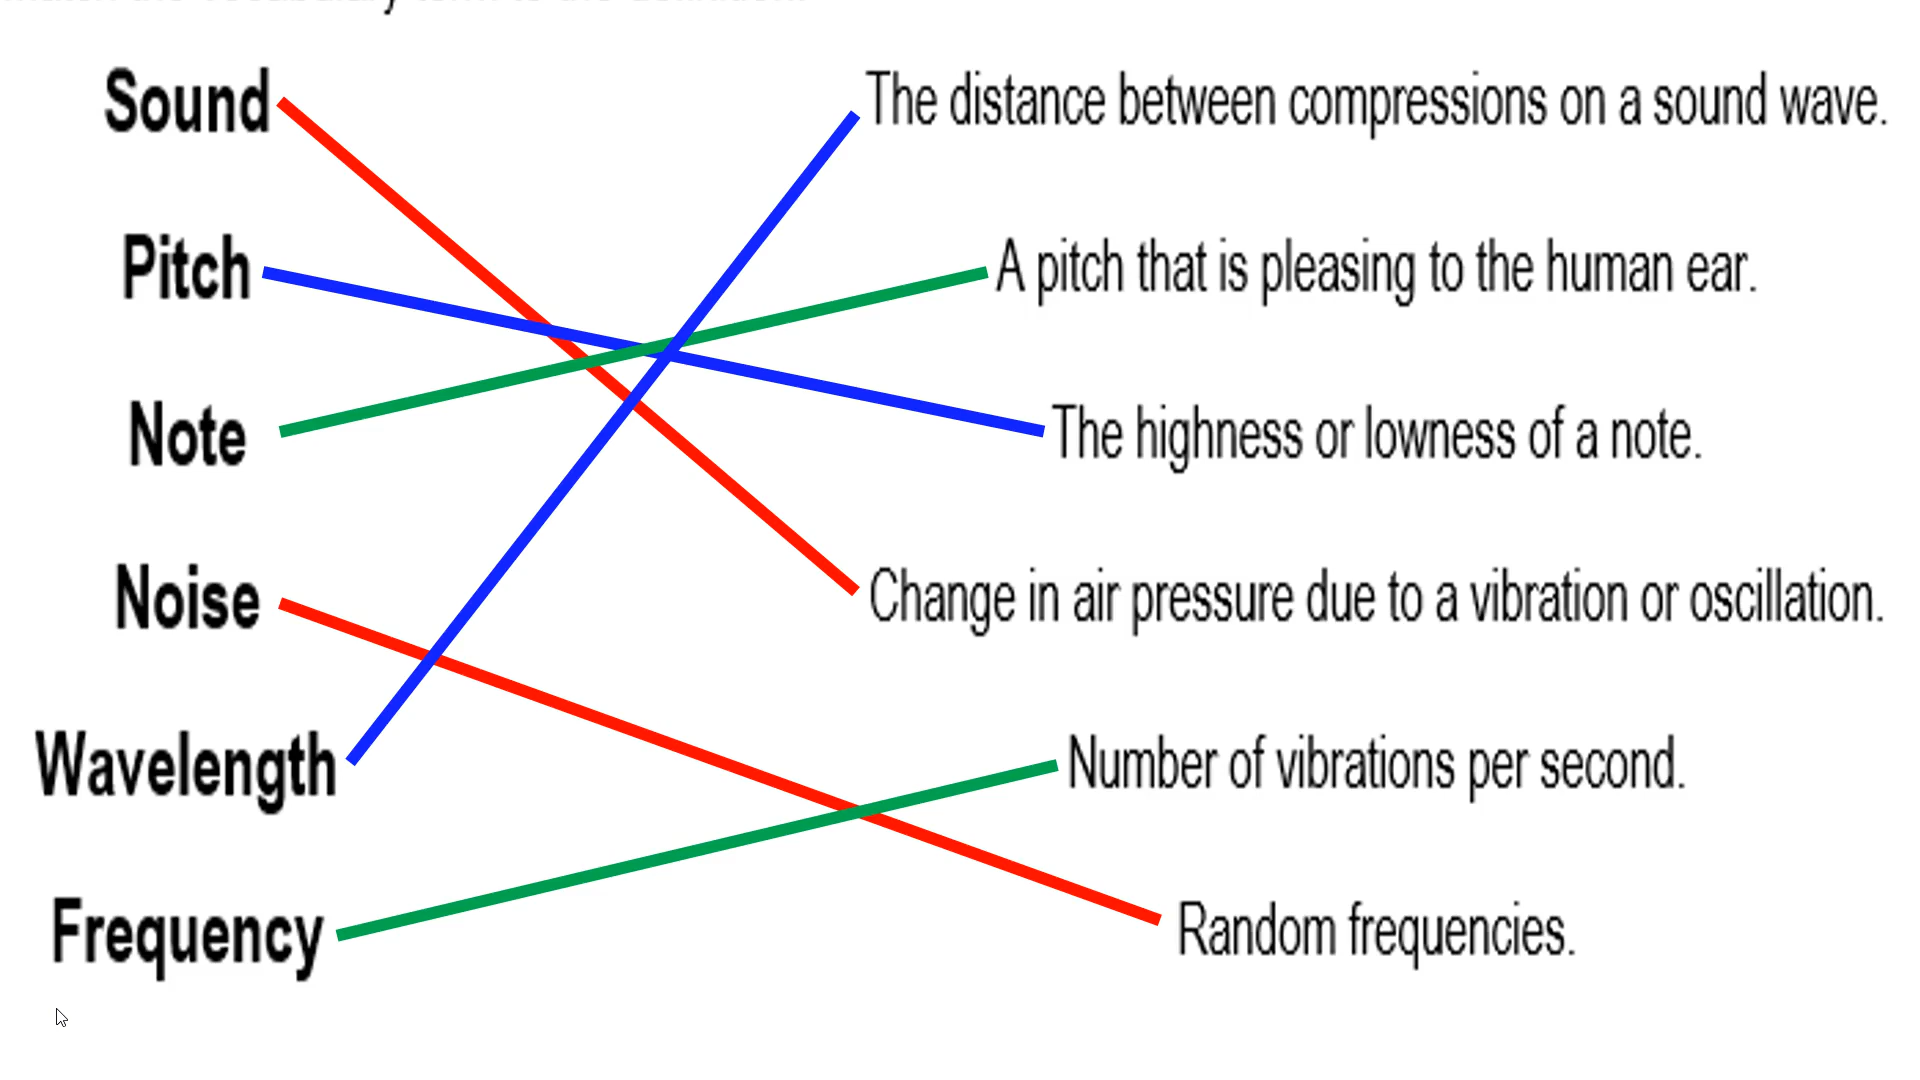 Sound
The distance between compressions on a sound wave.
Pitch
A pitch that is pleasing to the human ear.
Note
The highness or lowness of a note.
Noise
Change in air pressure due to a vibration or oscillation.
Wavelength
Number of vibrations per second.
Frequency
Random frequencies.